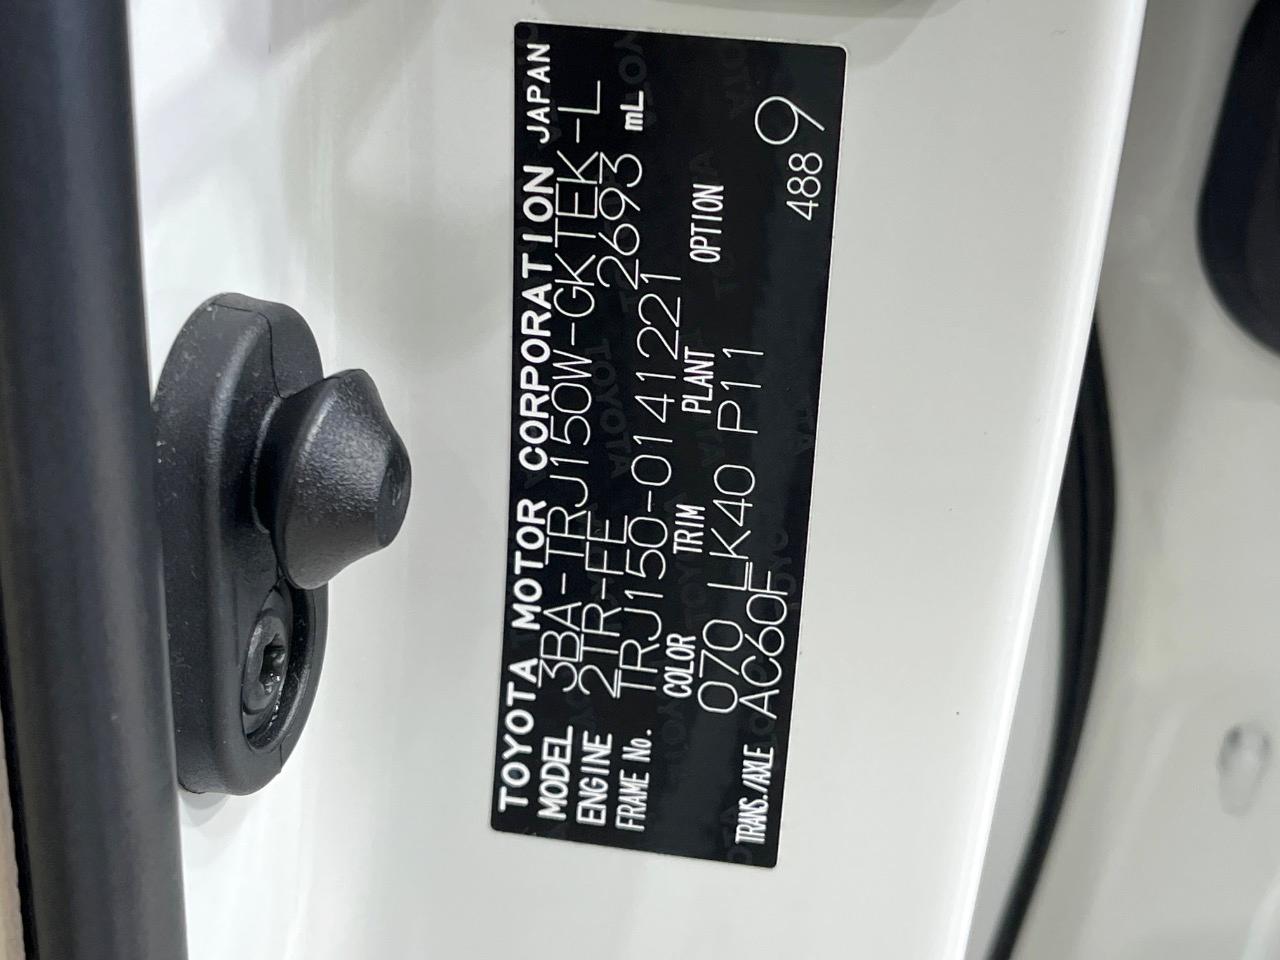 TOYOTA MOTOR CORPORATION JAPAN
MODEL 3BA-TRJ150W-GKTEK-L
ENGINE 2TR-FE 2693 mL
FRAME No. TRJ150-0141221
COLOR TRIM PLANT OPTION
070 LK40 P11
TRANS./AXLE AC60F 488 9